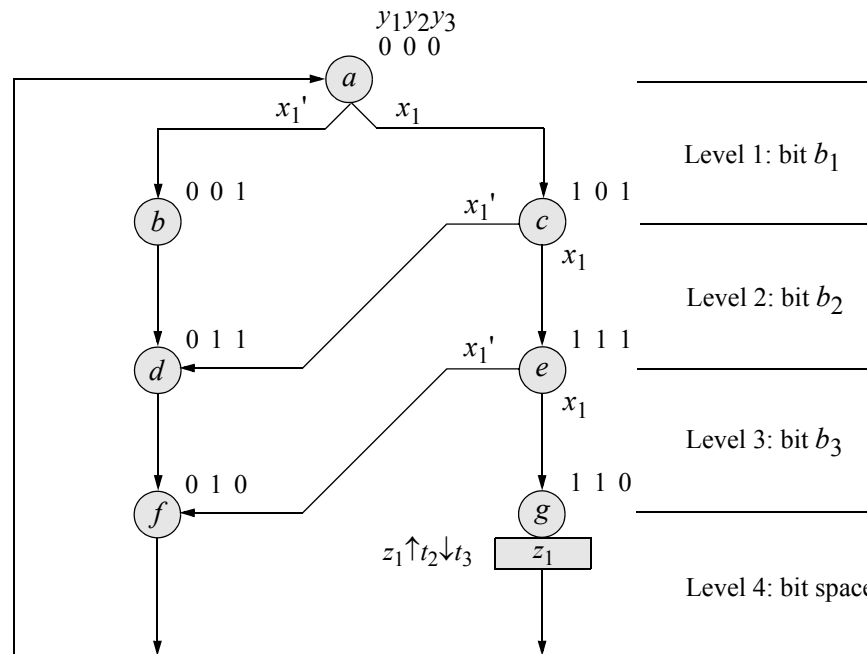 y₁y₂y₃
0 0 0
a
x₁' x₁
Level 1: bit b₁
0 0 1
b
x₁'
1 0 1
c
x₁
Level 2: bit b₂
0 1 1
d
x₁'
1 1 1
e
x₁
Level 3: bit b₃
0 1 0
f
1 1 0
g
z₁↑t₂↓t₃
z₁
Level 4: bit space